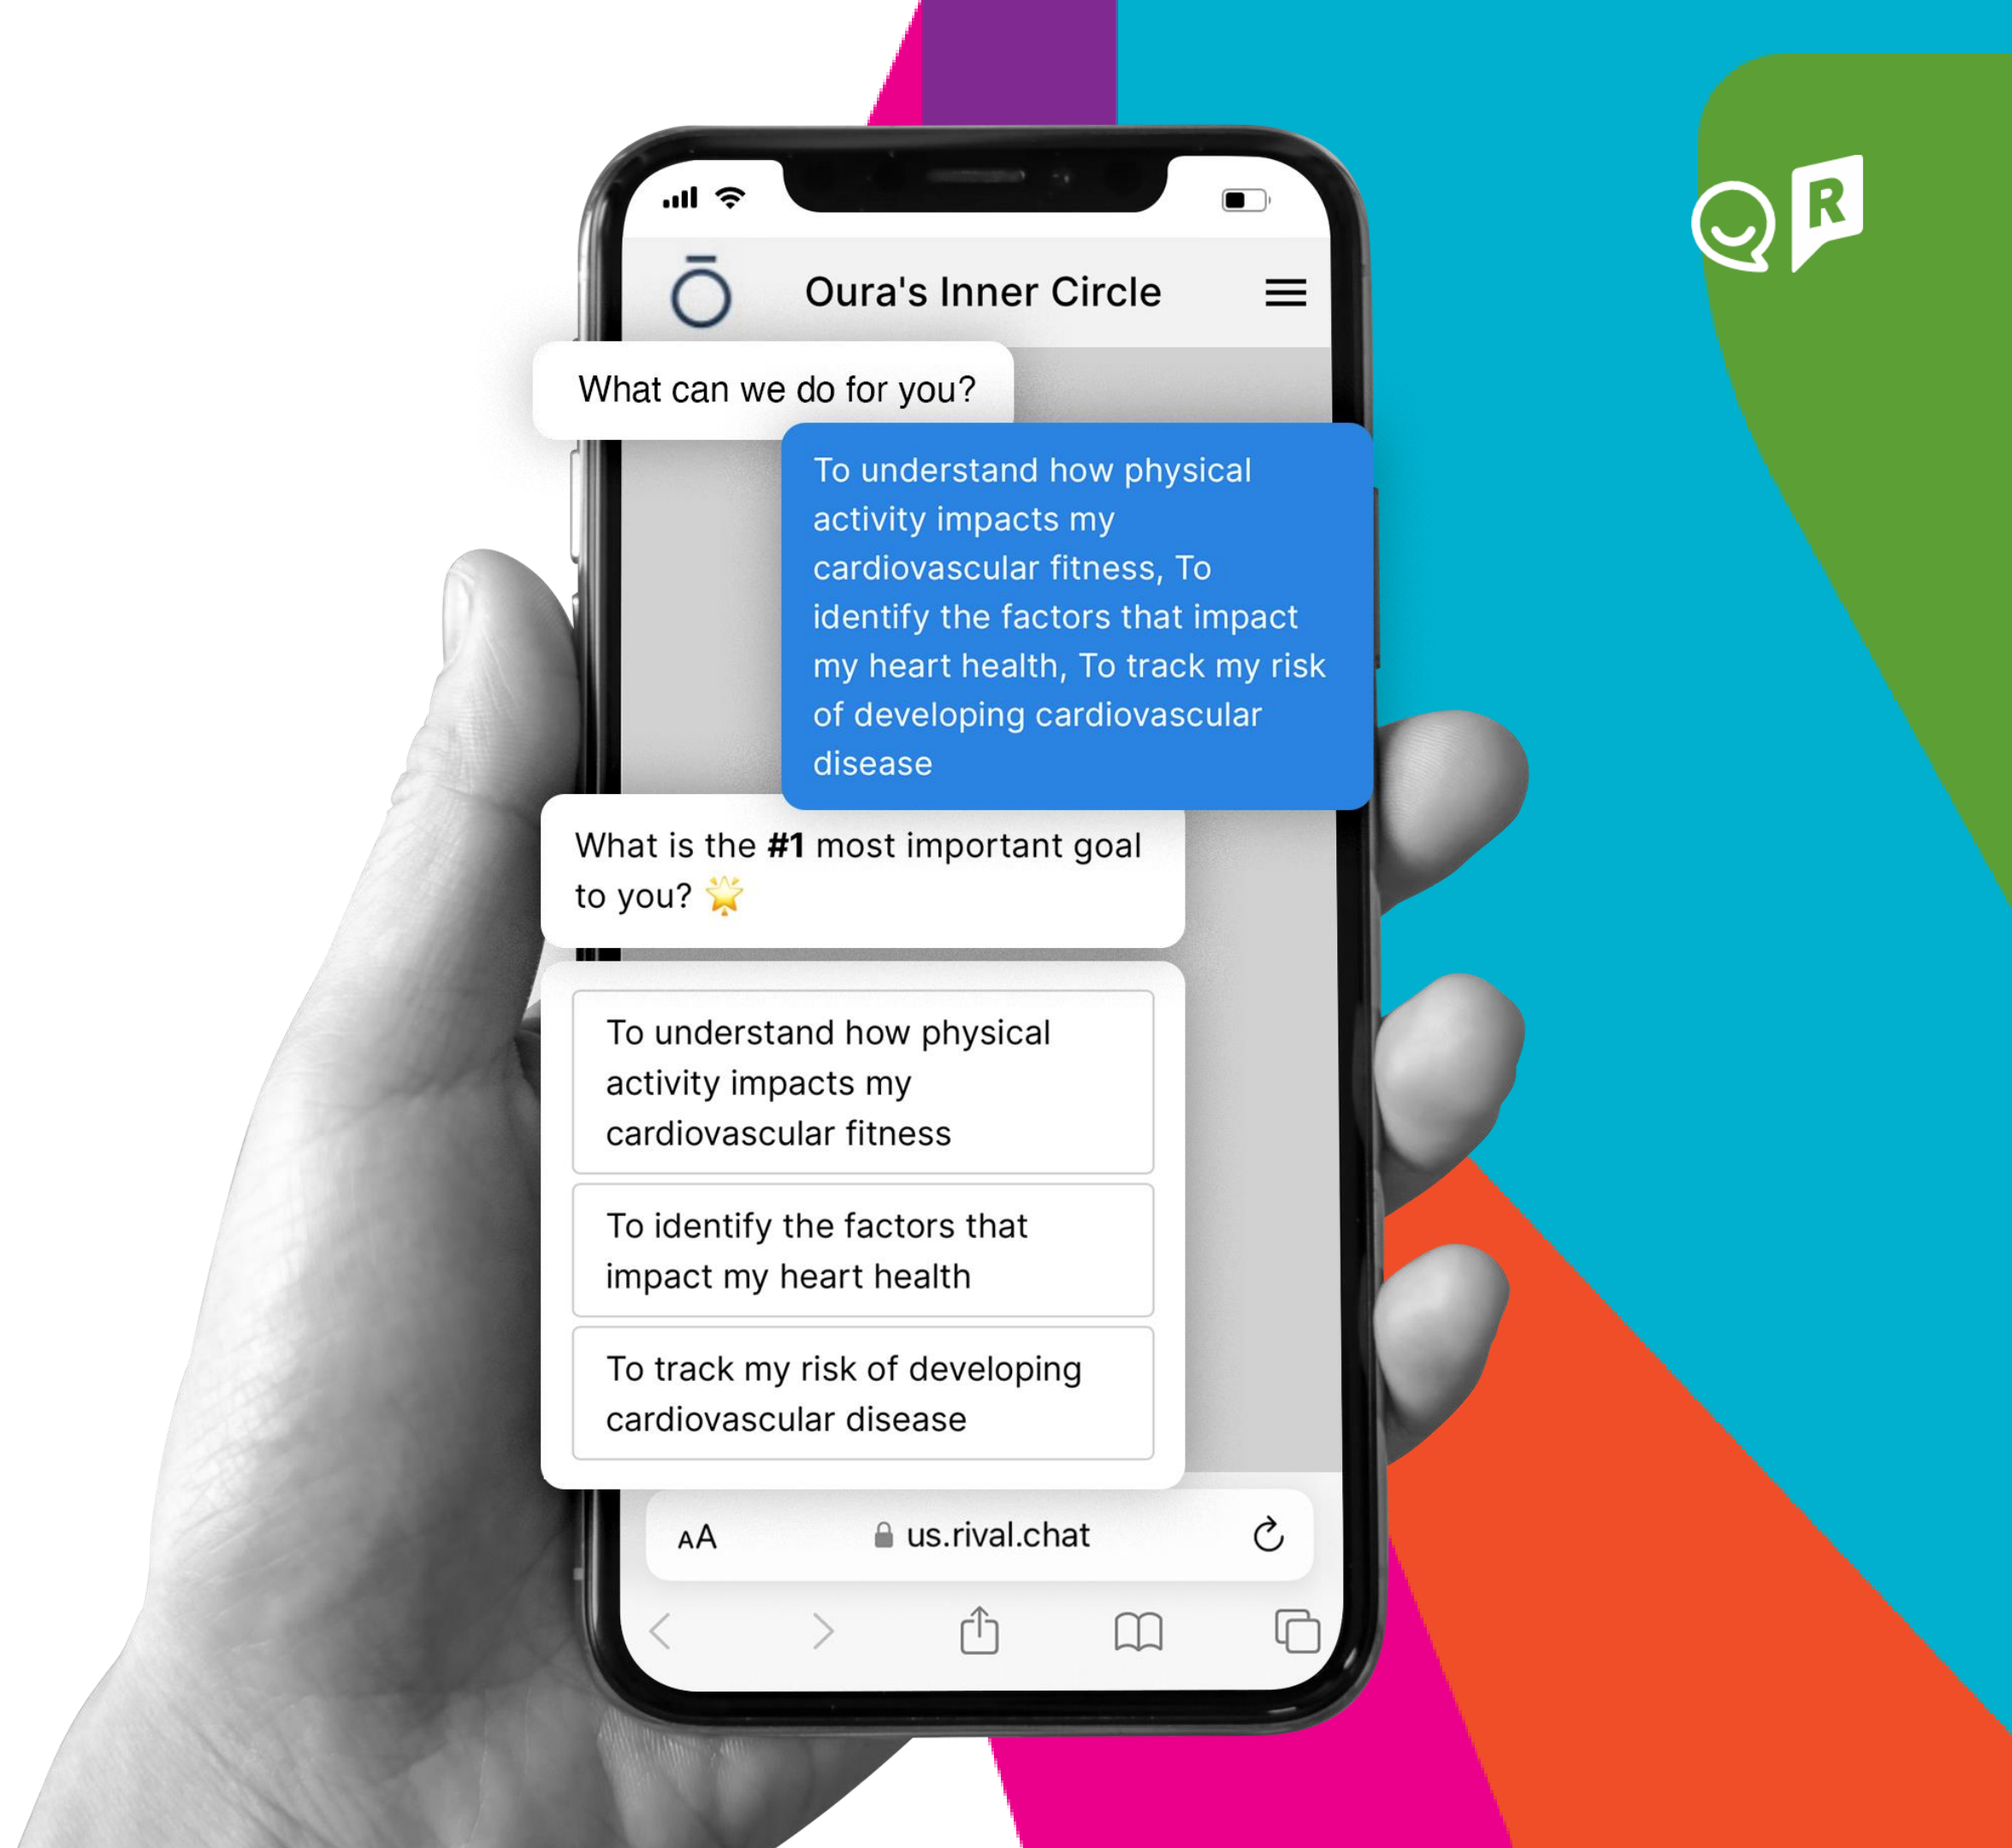 R
Oura's Inner Circle
What can we do for you?
To understand how physical
activity impacts my
cardiovascular fitness, To
identify the factors that impact
my heart health, To track my risk
of developing cardiovascular
disease
What is the #1 most important goal
to you? 🌟
To understand how physical
activity impacts my
cardiovascular fitness
To identify the factors that
impact my heart health
To track my risk of developing
cardiovascular disease
AA us.rival.chat